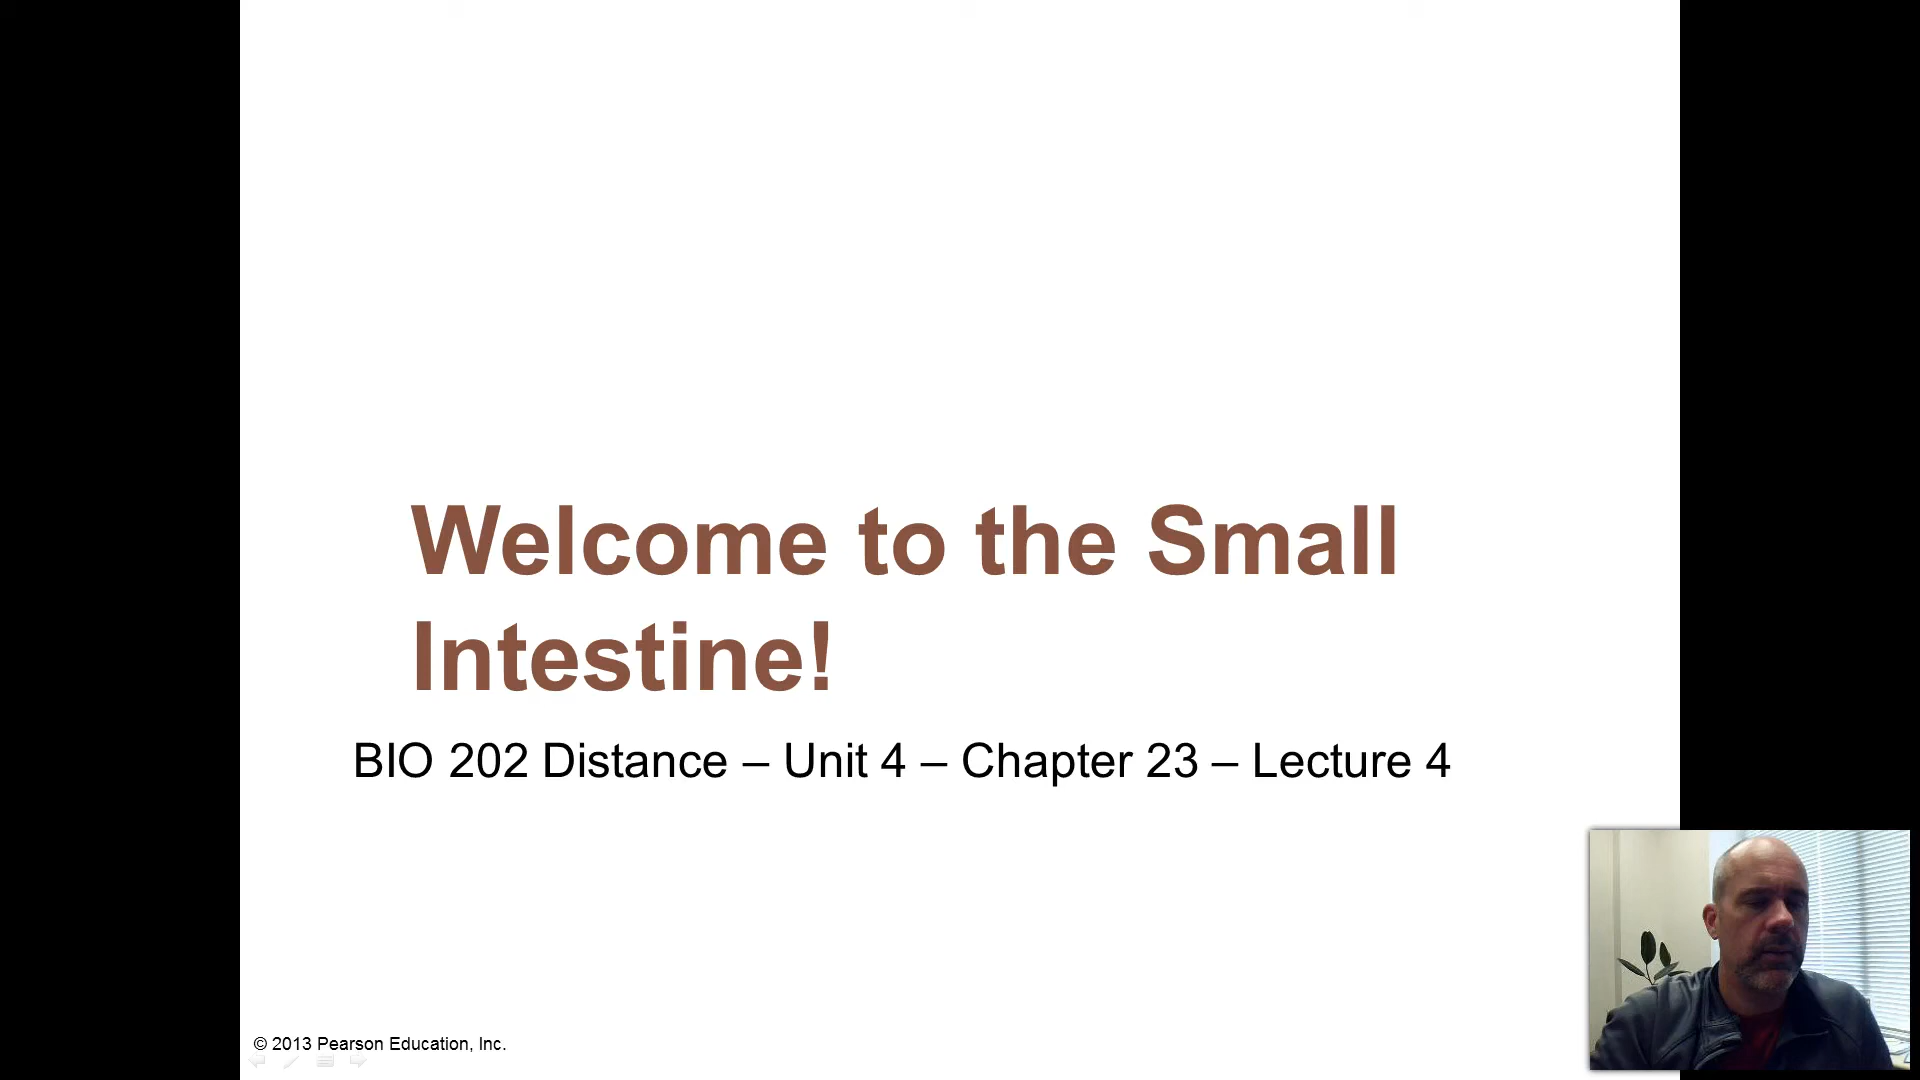 Welcome to the Small
Intestine!
BIO 202 Distance – Unit 4 – Chapter 23 – Lecture 4
© 2013 Pearson Education, Inc.